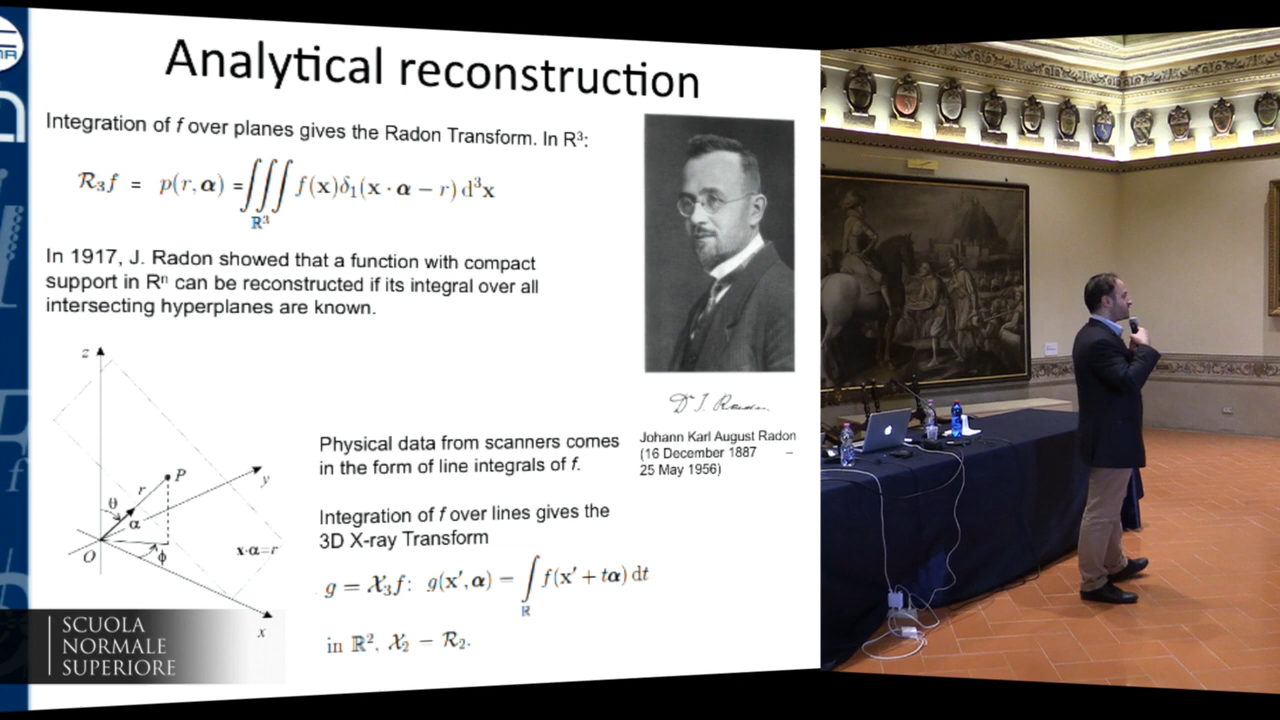 Analytical reconstruction
Integration of f over planes gives the Radon Transform. In R³:
ℛ₃f = p(r, α) = ∭ f(x)δ₁(x · α − r) d³x
ℝ³
In 1917, J. Radon showed that a function with compact
support in Rⁿ can be reconstructed if its integral over all
intersecting hyperplanes are known.
z
P
r
y
θ
α
O
ϕ
x·α=r
x
Physical data from scanners comes
in the form of line integrals of f.
Integration of f over lines gives the
3D X-ray Transform
g = 𝒳₃f: g(x′, α) = ∫ f(x′ + tα) dt
ℝ
in ℝ², 𝒳₂ = ℛ₂.
Johann Karl August Radon
(16 December 1887 –
25 May 1956)
SCUOLA
NORMALE
SUPERIORE